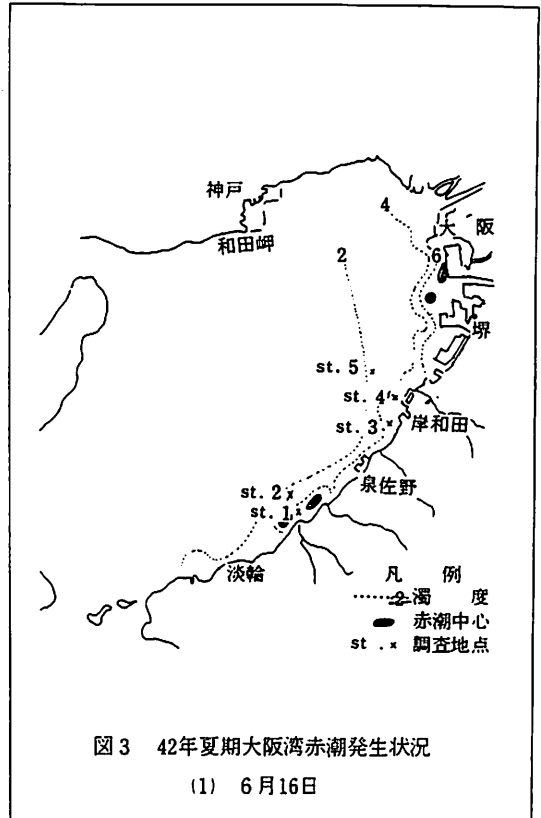 神戸
和田岬
4
大阪
2
6
堺
st. 5
st. 4
st. 3
岸和田
泉佐野
st. 2
st. 1
淡輪
凡例
2 濁度
赤潮中心
st . x 調査地点
図3 42年夏期大阪湾赤潮発生状況
(1) 6月16日